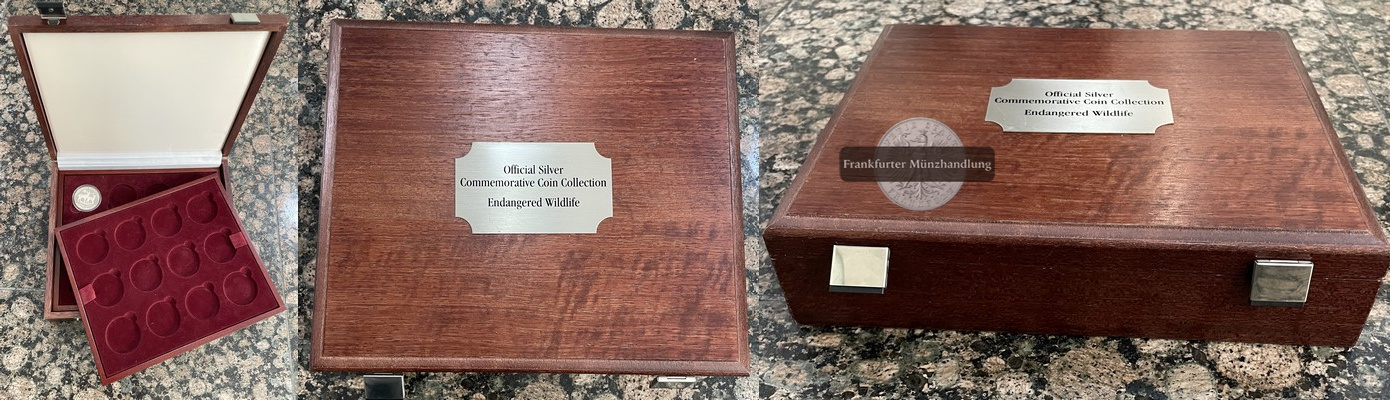 Official Silver
Commemorative Coin Collection
Endangered Wildlife
Official Silver
Commemorative Coin Collection
Endangered Wildlife
Frankfurter Münzhandlung